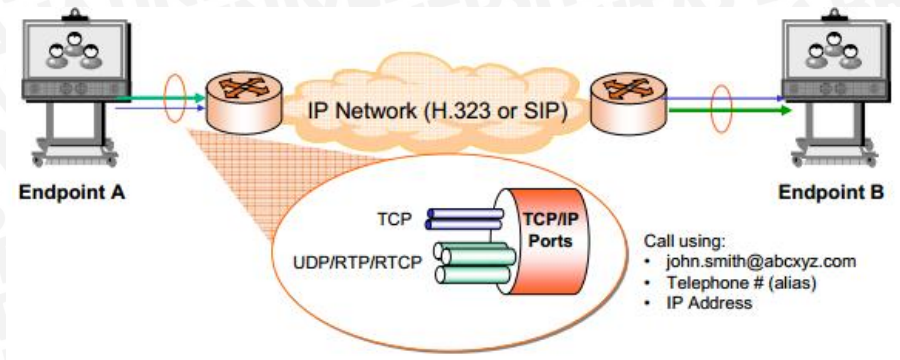 IP Network (H.323 or SIP)
Endpoint A
Endpoint B
TCP
TCP/IP
Ports
UDP/RTP/RTCP
Call using:
• john.smith@abcxyz.com
• Telephone # (alias)
• IP Address